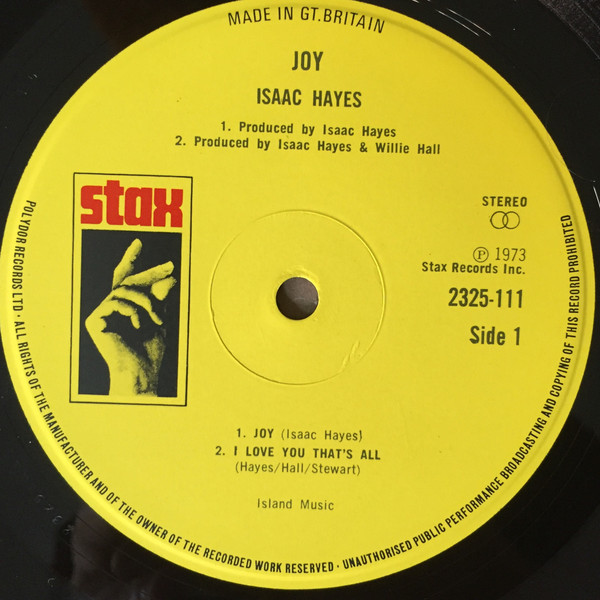 MADE IN GT.BRITAIN
JOY
ISAAC HAYES
1. Produced by Isaac Hayes
2. Produced by Isaac Hayes & Willie Hall
stax
STEREO
Ⓟ 1973
Stax Records Inc.
2325-111
Side 1
1. JOY (Isaac Hayes)
2. I LOVE YOU THAT'S ALL
(Hayes/Hall/Stewart)
Island Music
POLYDOR RECORDS LTD · ALL RIGHTS OF THE MANUFACTURER AND OF THE OWNER OF THE RECORDED WORK RESERVED · UNAUTHORISED PUBLIC PERFORMANCE BROADCASTING AND COPYING OF THIS RECORD PROHIBITED